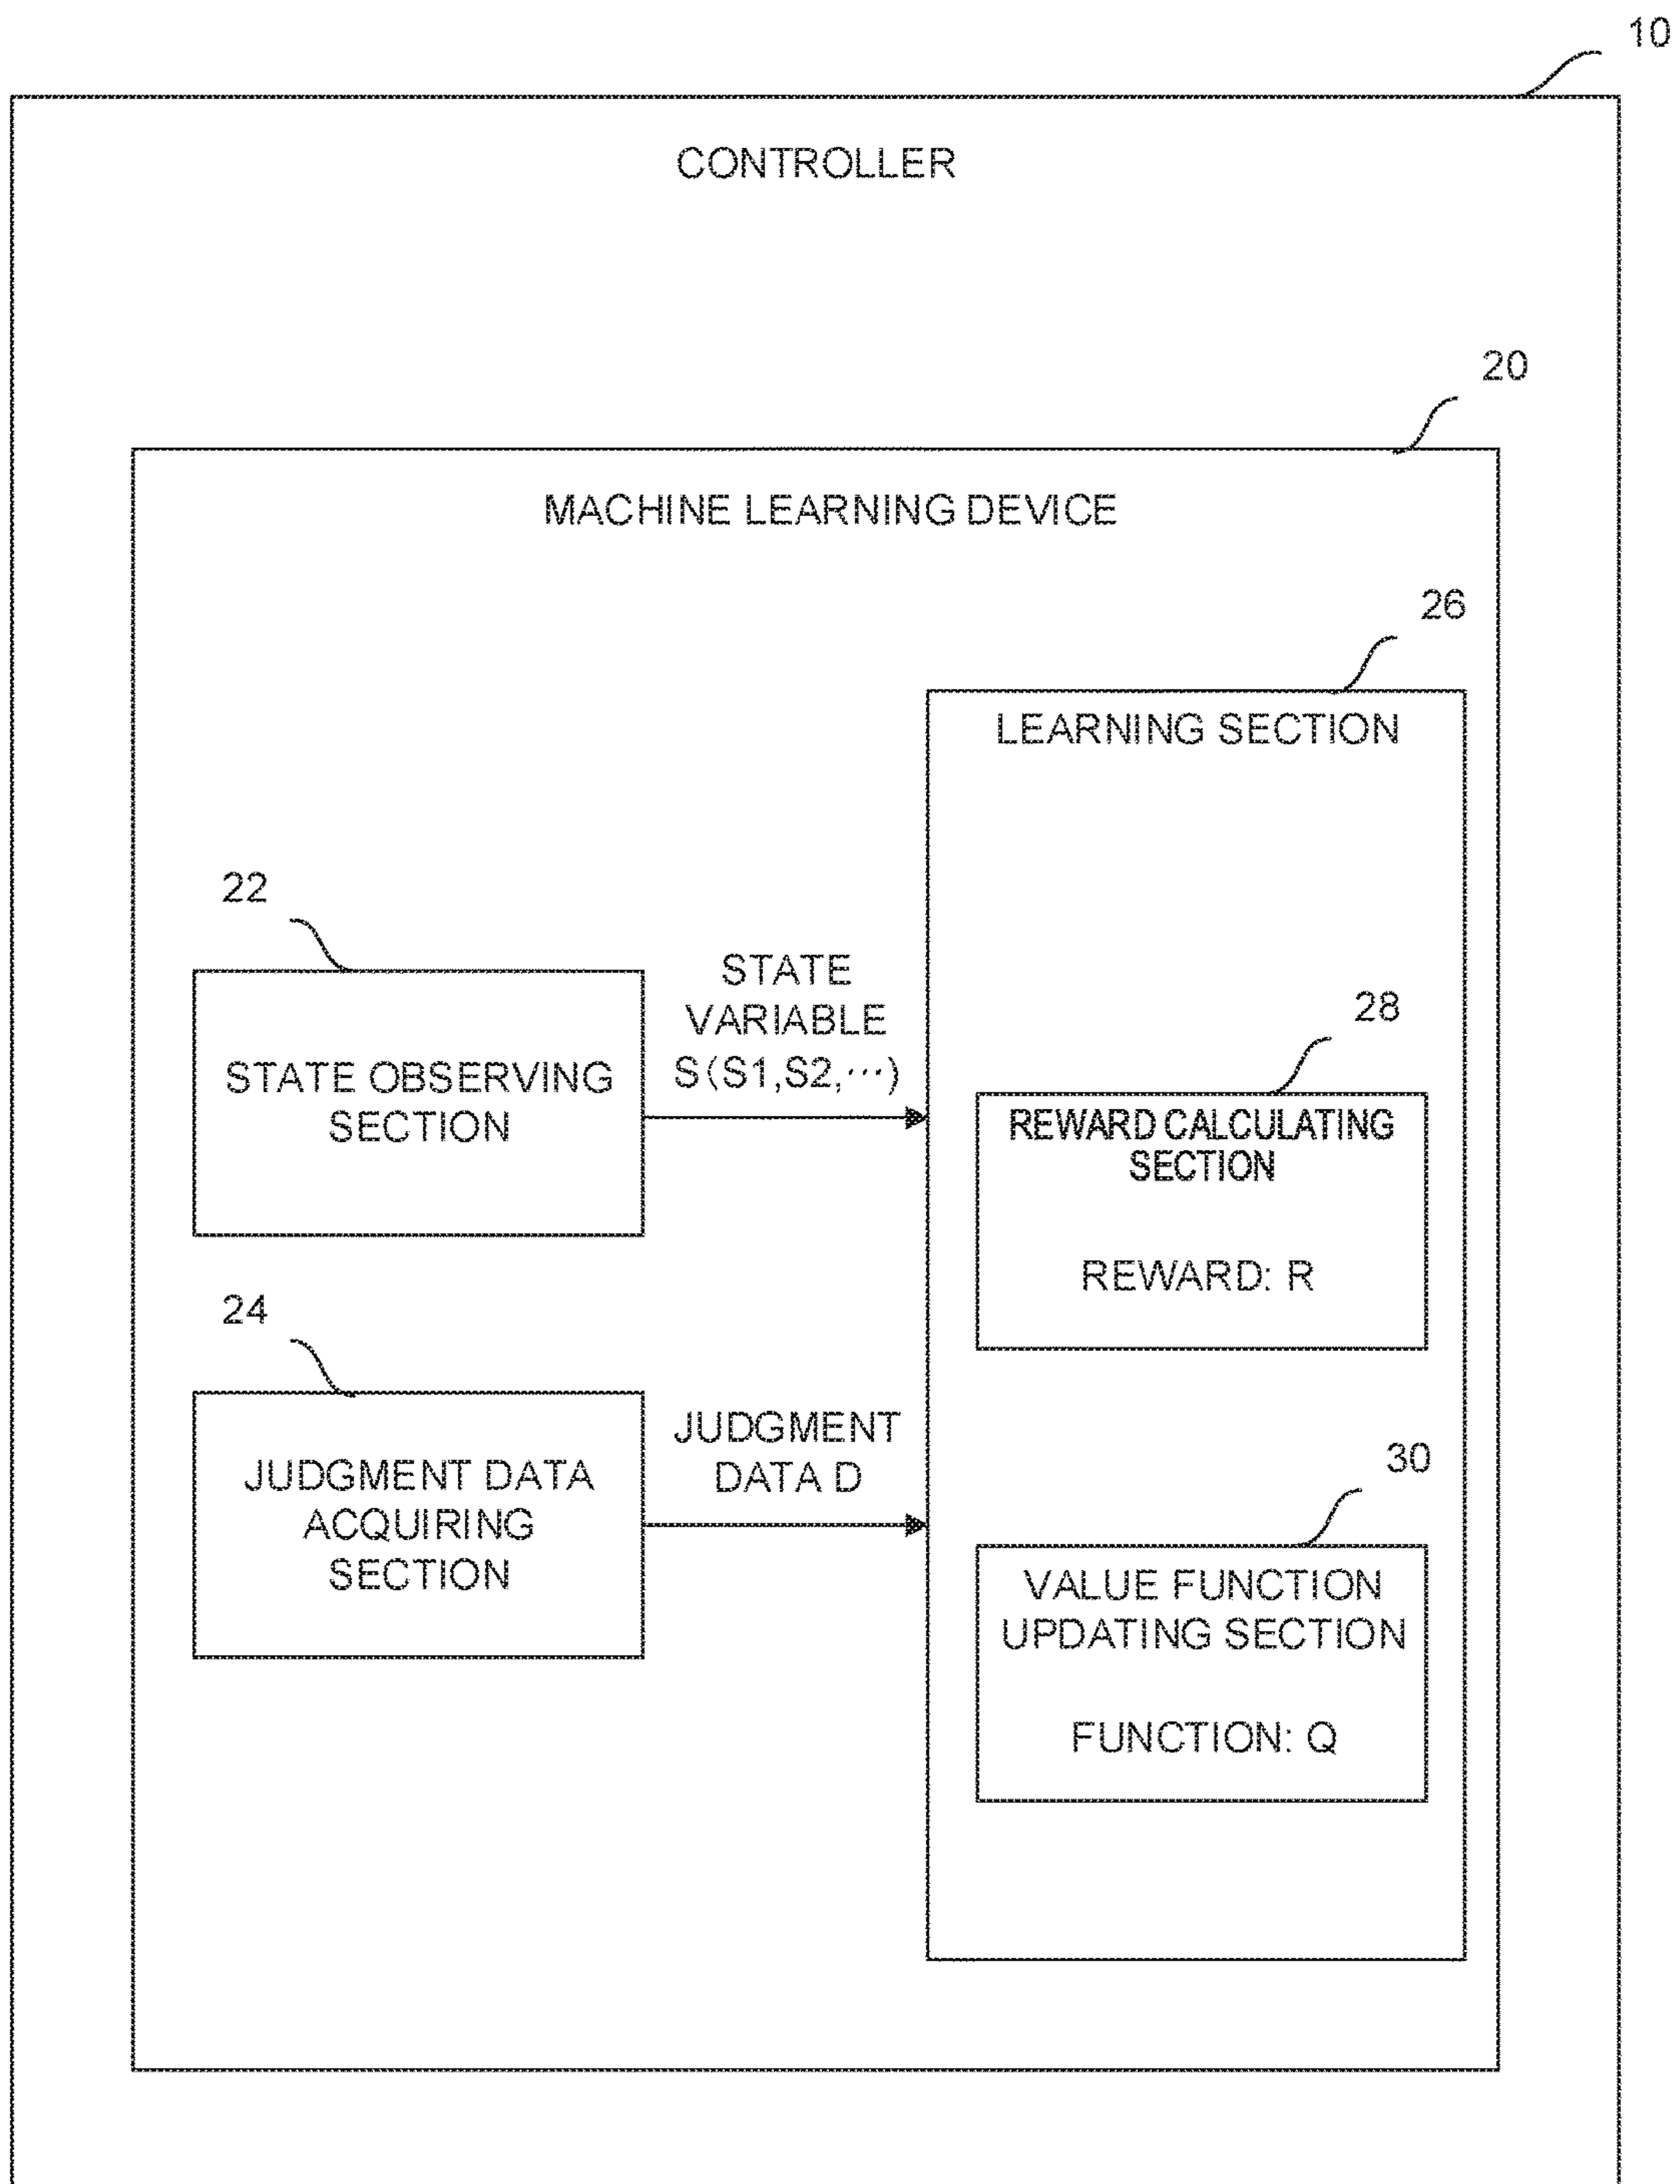 10
CONTROLLER
20
MACHINE LEARNING DEVICE
26
LEARNING SECTION
22
STATE OBSERVING
SECTION
STATE
VARIABLE
S(S1,S2,⋯)
28
REWARD CALCULATING
SECTION
REWARD: R
24
JUDGMENT DATA
ACQUIRING
SECTION
JUDGMENT
DATA D
30
VALUE FUNCTION
UPDATING SECTION
FUNCTION: Q